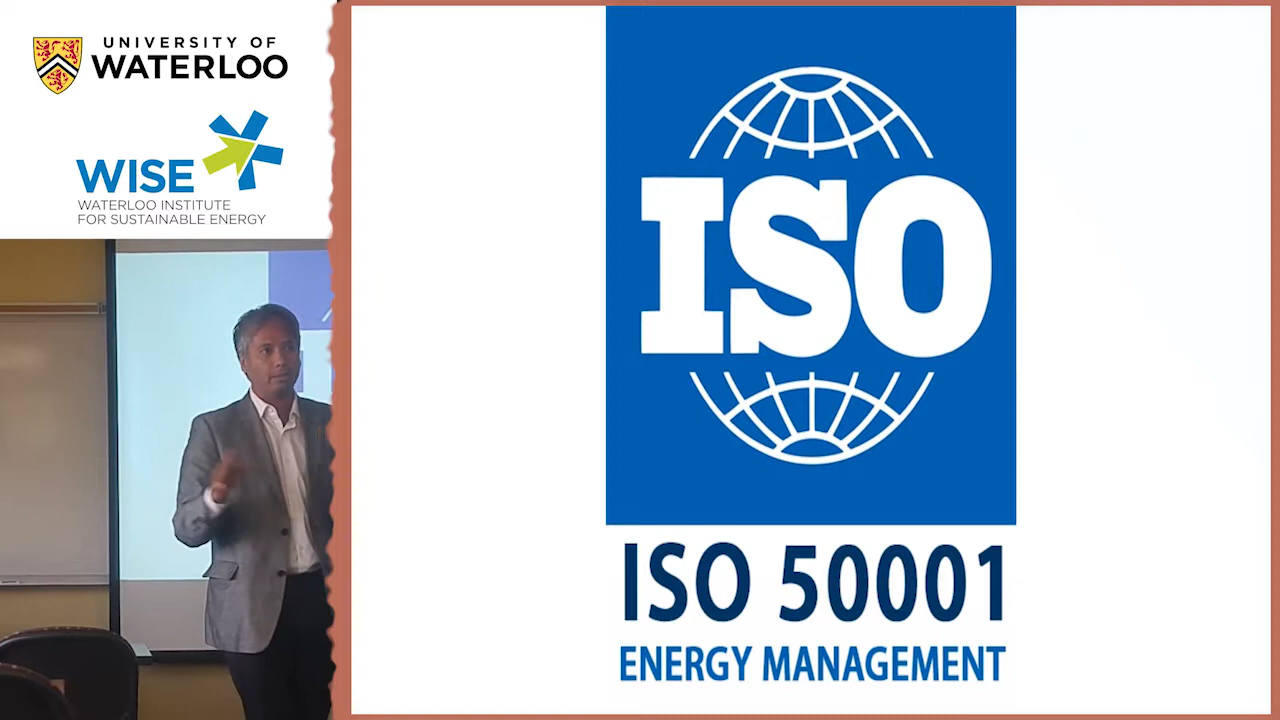 UNIVERSITY OF
WATERLOO
WISE
WATERLOO INSTITUTE
FOR SUSTAINABLE ENERGY
ISO
ISO 50001
ENERGY MANAGEMENT